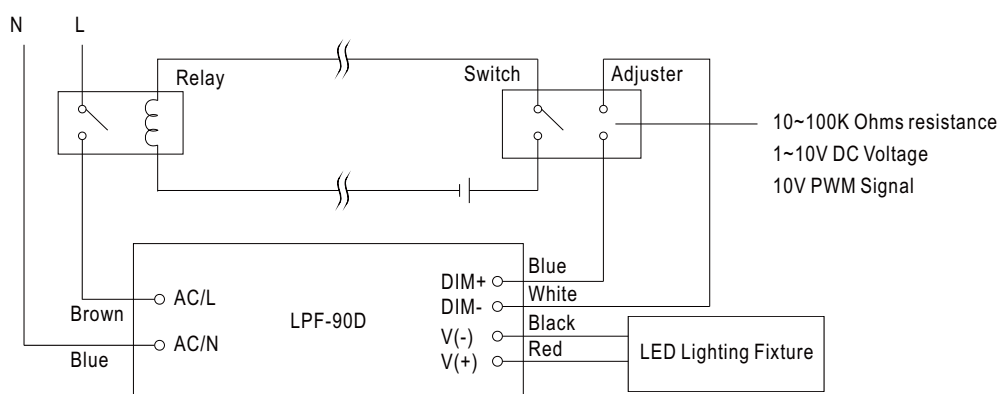 N
L
Relay
Switch
Adjuster
10~100K Ohms resistance
1~10V DC Voltage
10V PWM Signal
Blue
DIM+
White
DIM-
AC/L
Brown
LPF-90D
Black
V(-)
AC/N
Red
V(+)
Blue
LED Lighting Fixture